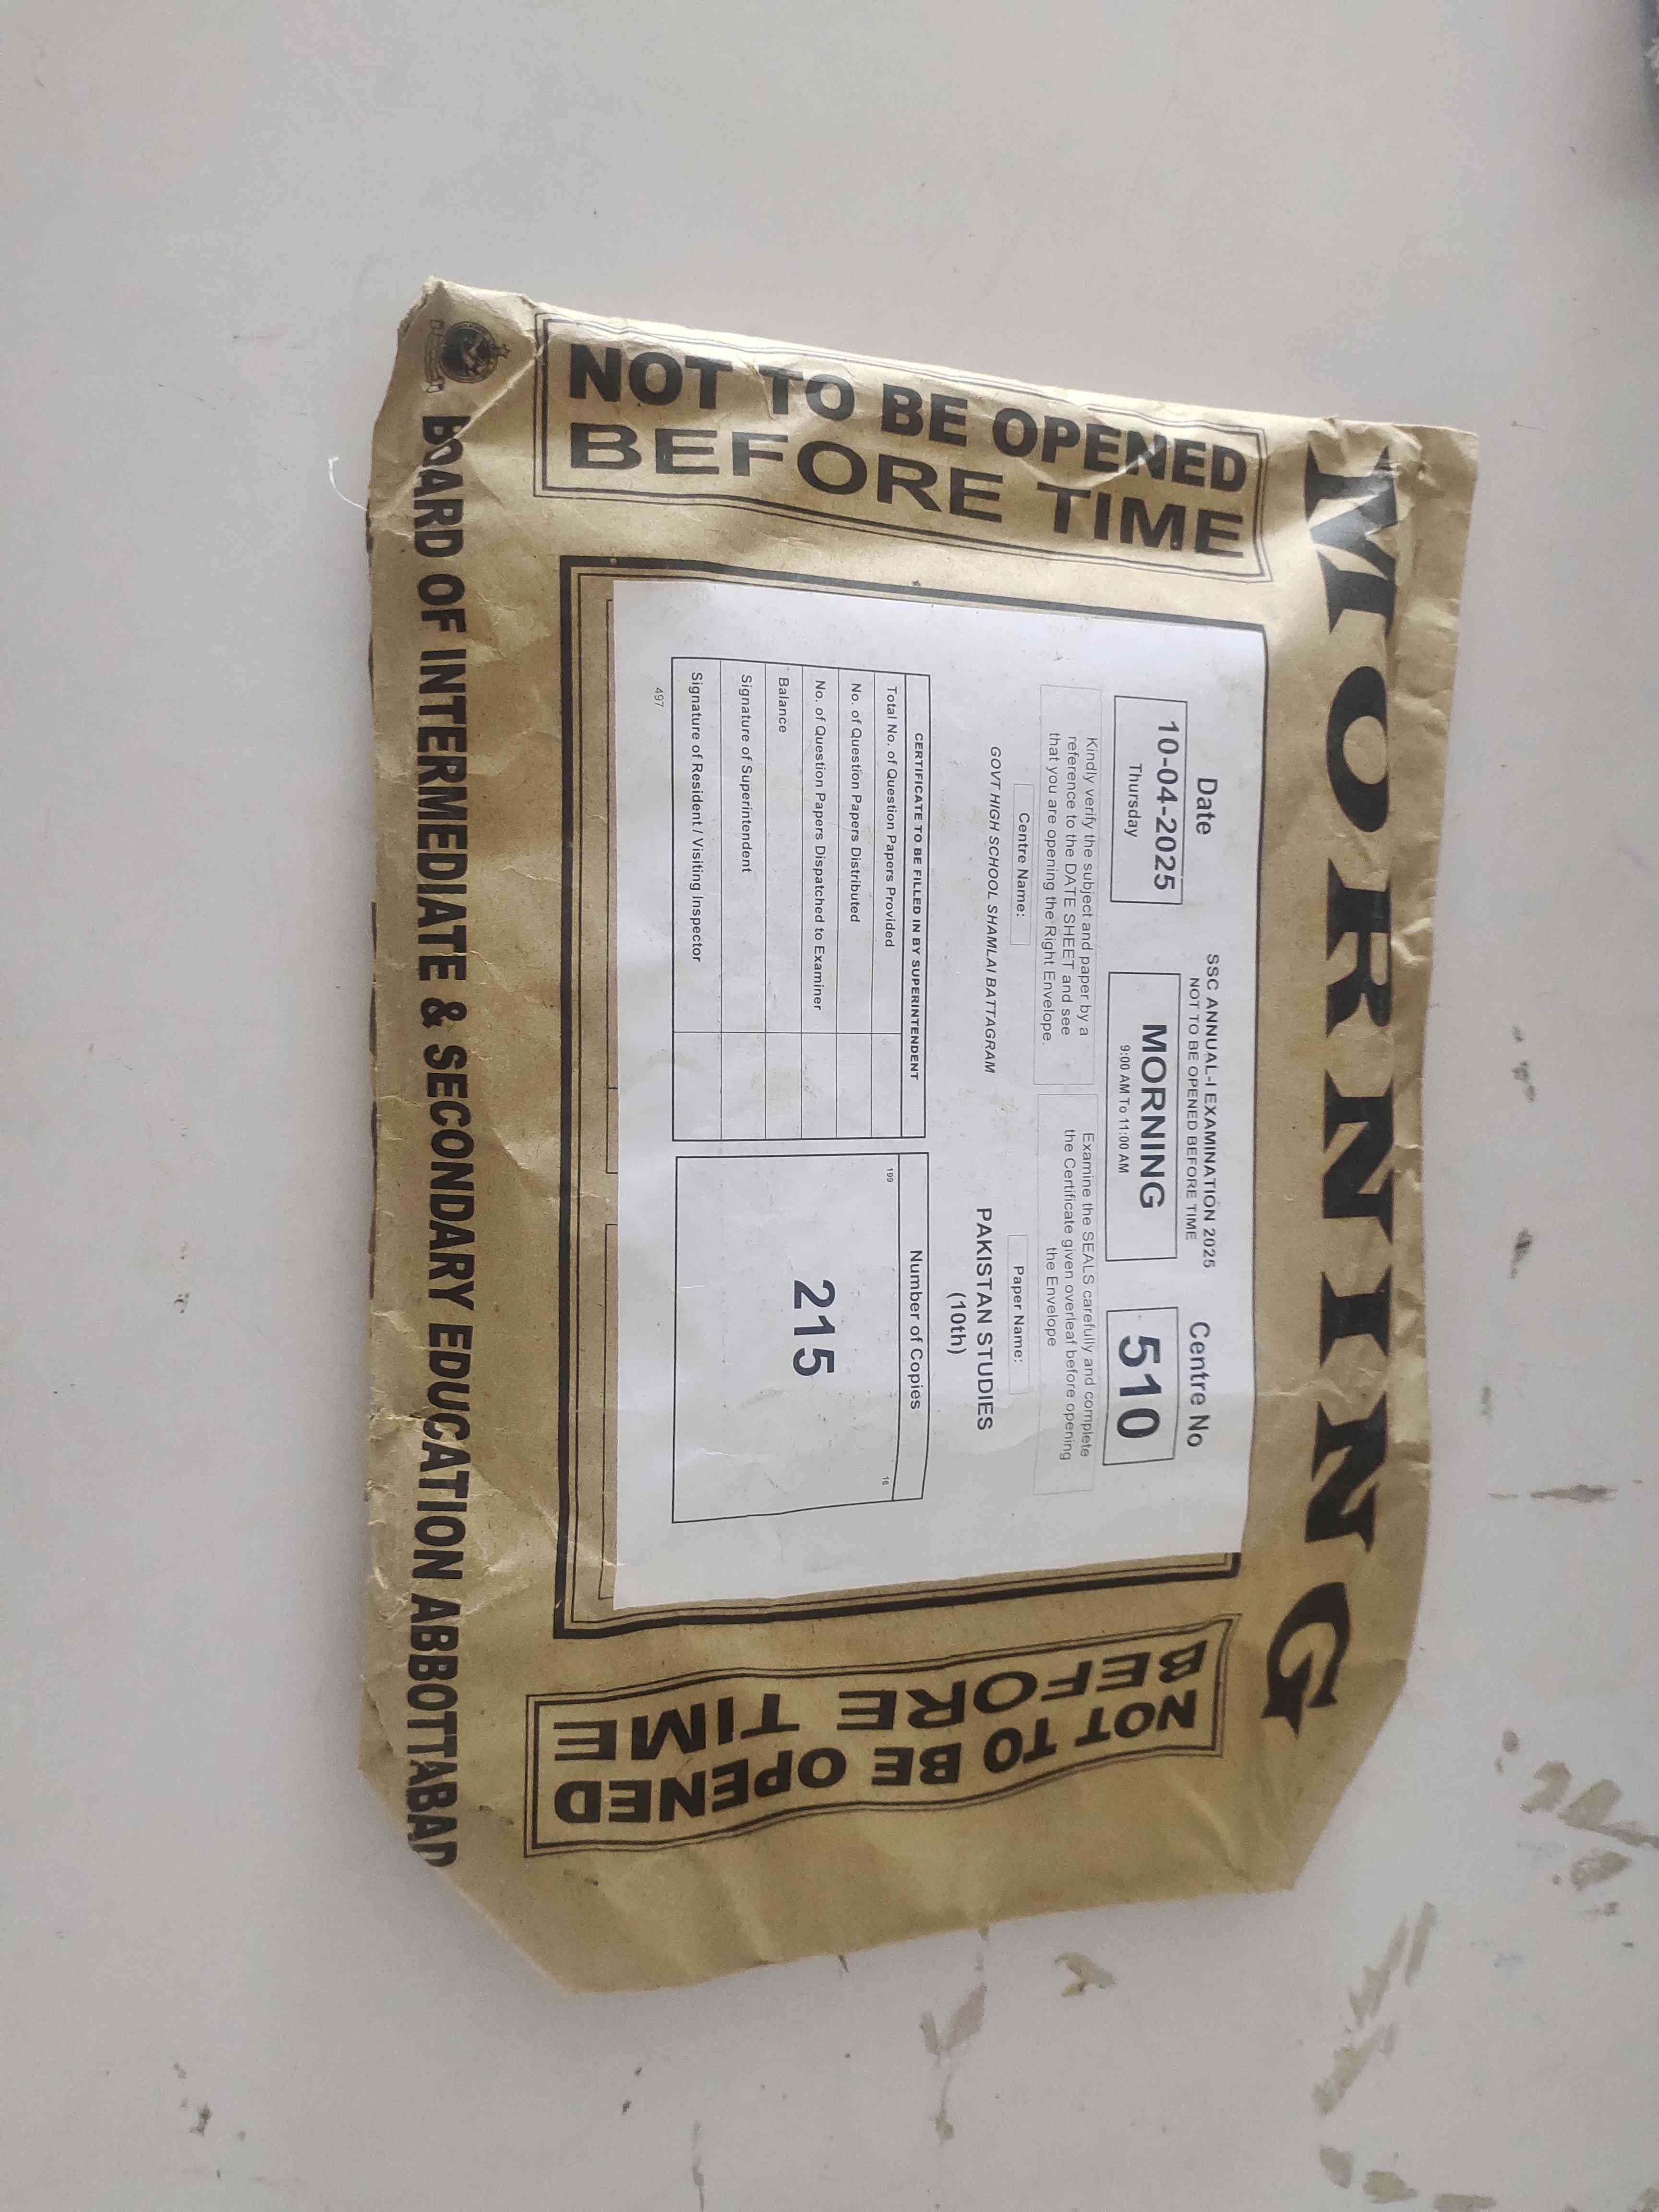 MORNING
NOT TO BE OPENED
BEFORE TIME
Date
10-04-2025
Thursday
SSC ANNUAL-I EXAMINATION 2025
NOT TO BE OPENED BEFORE TIME
MORNING
9:00 AM To 11:00 AM
Centre No
510
Kindly verify the subject and paper by a
reference to the DATE SHEET and see
that you are opening the Right Envelope.
Examine the SEALS carefully and complete
the Certificate given overleaf before opening
the Envelope
Centre Name:
GOVT HIGH SCHOOL SHAMLAI BATTAGRAM
Paper Name:
PAKISTAN STUDIES
(10th)
CERTIFICATE TO BE FILLED IN BY SUPERINTENDENT
Total No. of Question Papers Provided
No. of Question Papers Distributed
No. of Question Papers Dispatched to Examiner
Balance
Signature of Superintendent
Signature of Resident / Visiting Inspector
497
Number of Copies
199
16
215
NOT TO BE OPENED
BEFORE TIME
BOARD OF INTERMEDIATE & SECONDARY EDUCATION ABBOTTABAD